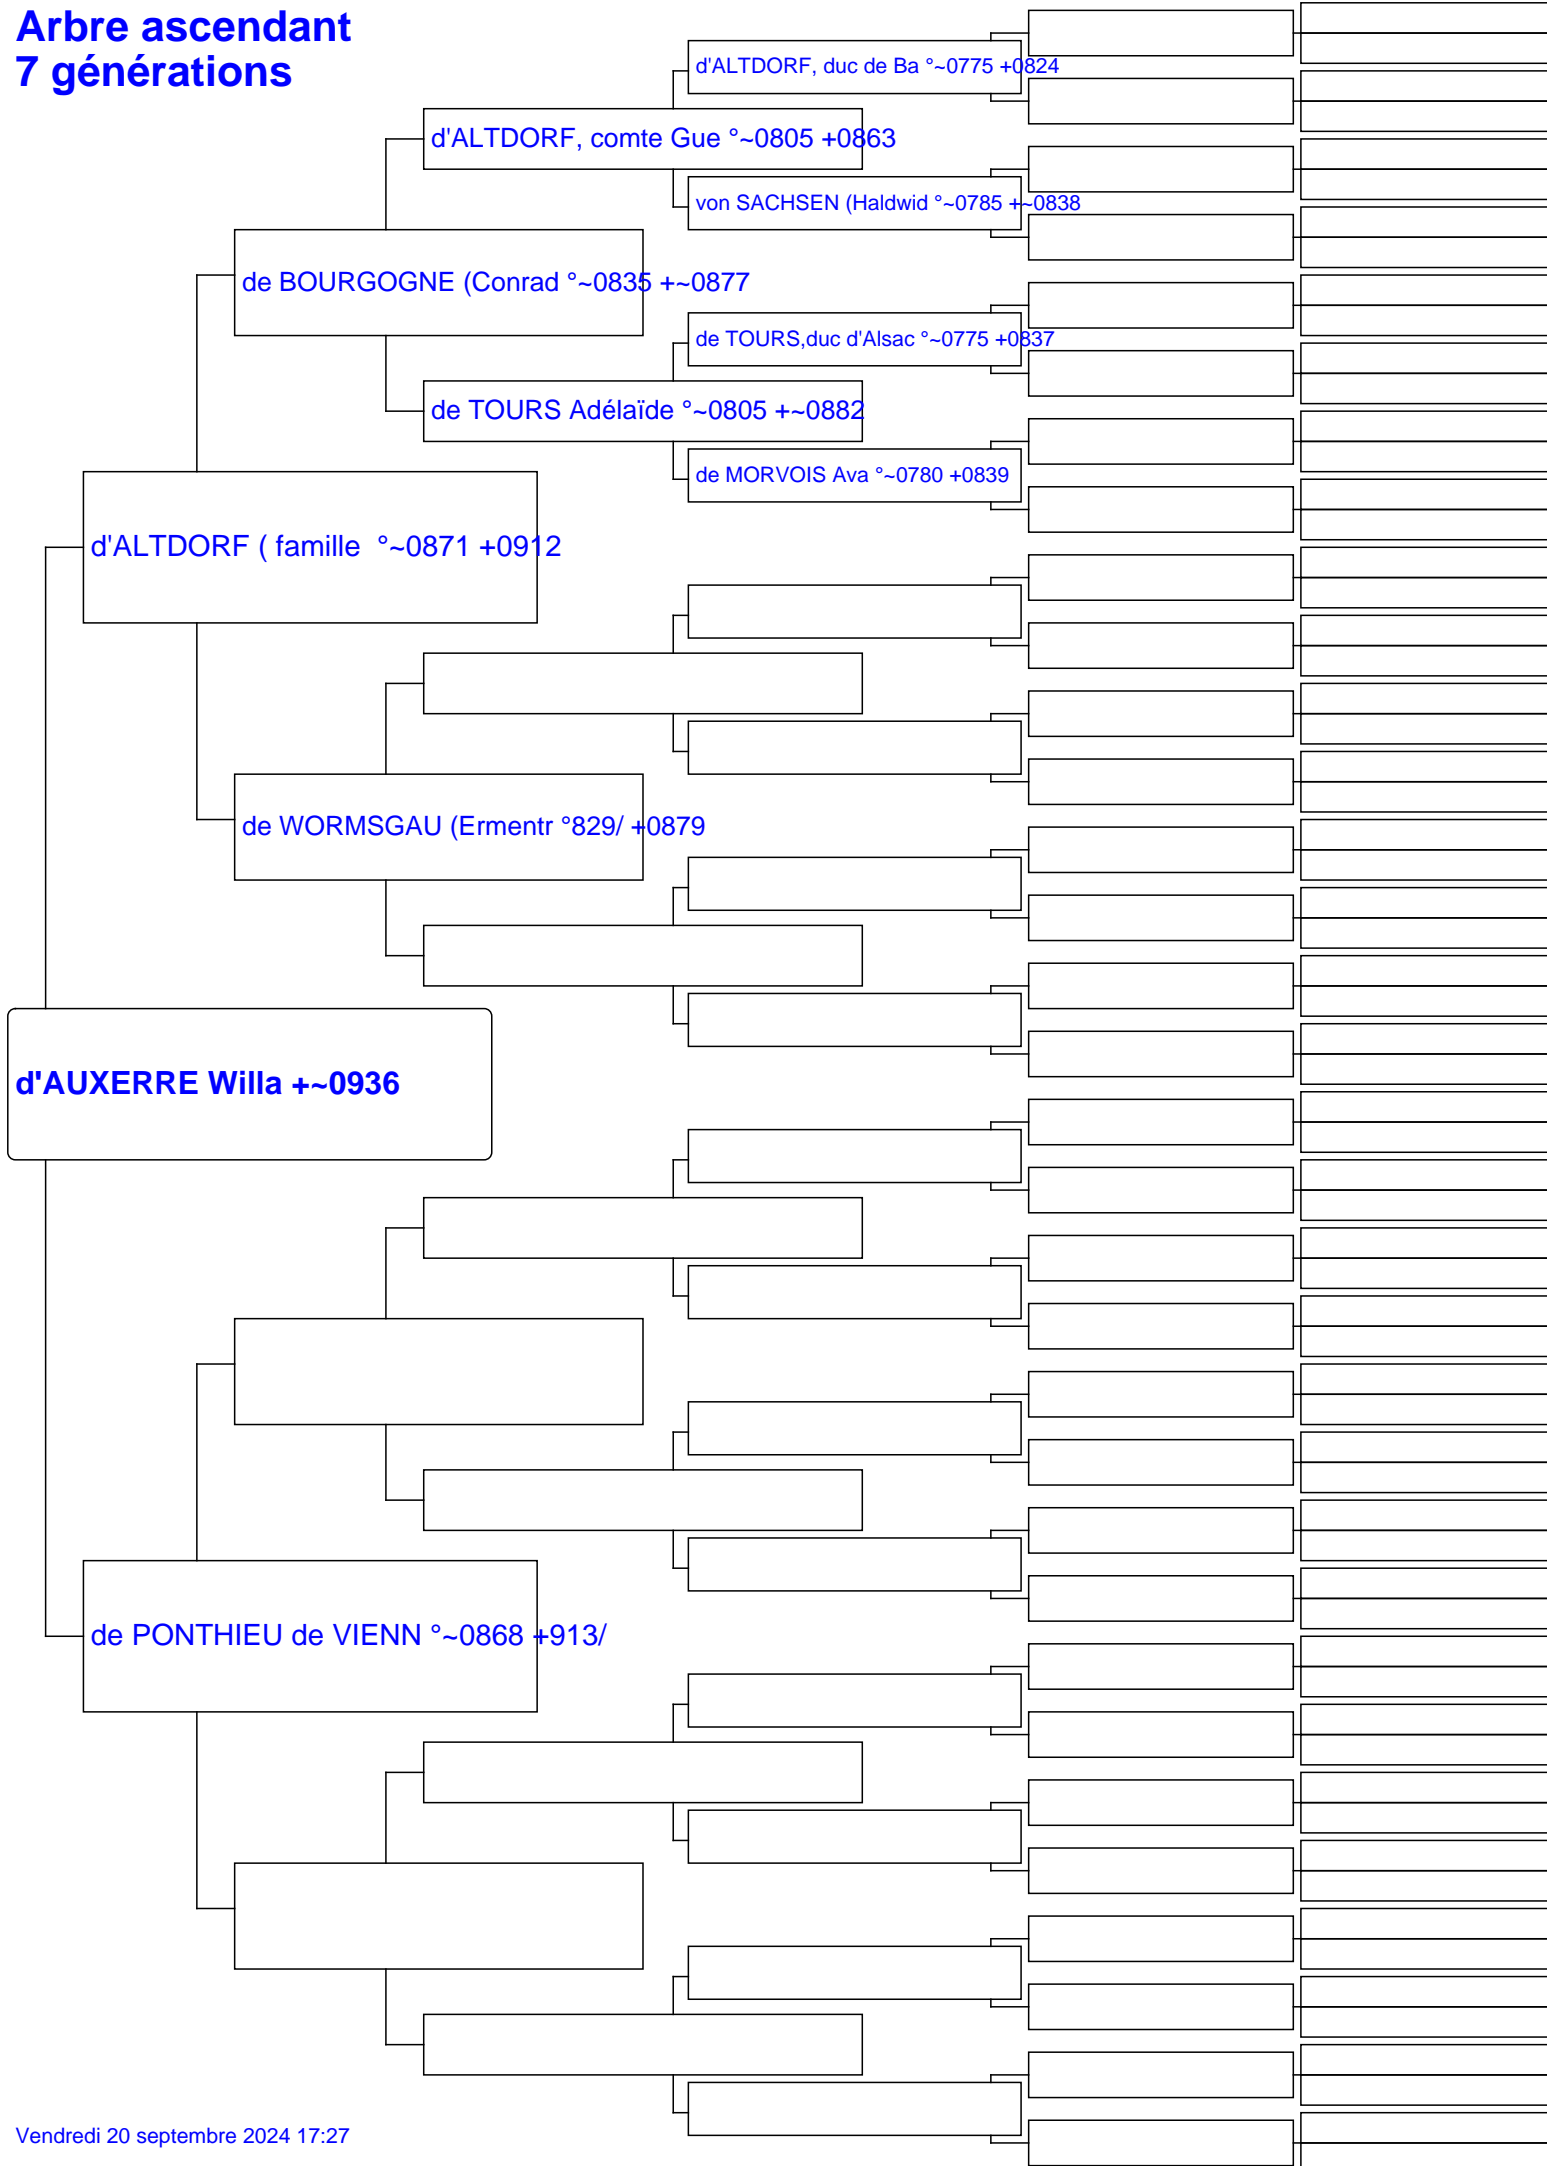 Arbre ascendant
7 générations
d'ALTDORF, duc de Ba °~0775 +0824
d'ALTDORF, comte Gue °~0805 +0863
von SACHSEN (Haldwid °~0785 +~0838
de BOURGOGNE (Conrad °~0835 +~0877
de TOURS,duc d'Alsac °~0775 +0837
de TOURS Adélaïde °~0805 +~0882
de MORVOIS Ava °~0780 +0839
d'ALTDORF ( famille  °~0871 +0912
de WORMSGAU (Ermentr °829/ +0879
d'AUXERRE Willa +~0936
de PONTHIEU de VIENN °~0868 +913/
Vendredi 20 septembre 2024 17:27